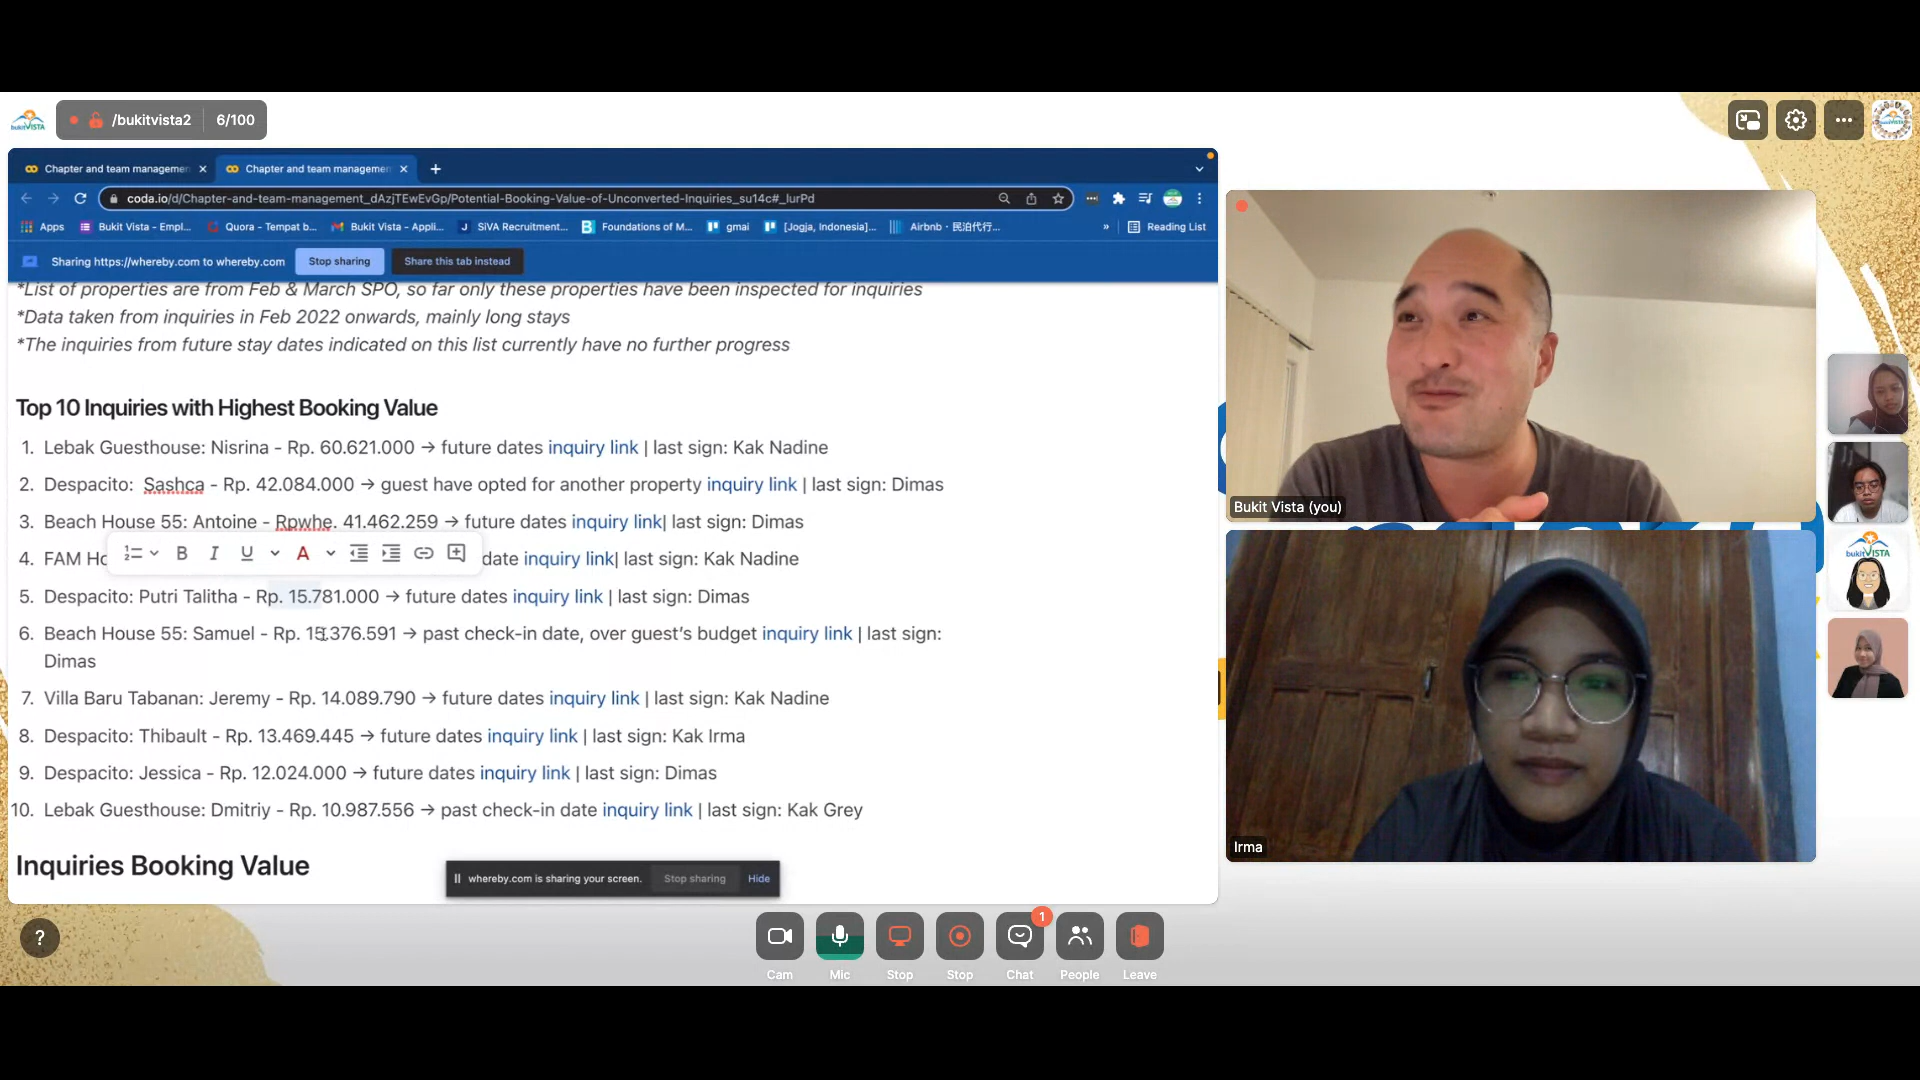 bukitVISTA
/bukitvista2 6/100
Chapter and team managemen
Chapter and team managemen
coda.io/d/Chapter-and-team-management_dAzjTEwEvGp/Potential-Booking-Value-of-Unconverted-Inquiries_su14c#_lurPd
Apps Bukit Vista - Empl... Quora - Tempat b... Bukit Vista - Appli... SiVA Recruitment... Foundations of M... gmai [Jogja, Indonesia]... Airbnb · 民泊代行... » Reading List
Sharing https://whereby.com to whereby.com Stop sharing Share this tab instead
*List of properties are from Feb & March SPO, so far only these properties have been inspected for inquiries
*Data taken from inquiries in Feb 2022 onwards, mainly long stays
*The inquiries from future stay dates indicated on this list currently have no further progress
Top 10 Inquiries with Highest Booking Value
1. Lebak Guesthouse: Nisrina - Rp. 60.621.000 → future dates inquiry link | last sign: Kak Nadine
2. Despacito: Sashca - Rp. 42.084.000 → guest have opted for another property inquiry link | last sign: Dimas
3. Beach House 55: Antoine - Rpwhe. 41.462.259 → future dates inquiry link| last sign: Dimas
4. FAM Ho date inquiry link| last sign: Kak Nadine
B I U A
5. Despacito: Putri Talitha - Rp. 15.781.000 → future dates inquiry link | last sign: Dimas
6. Beach House 55: Samuel - Rp. 15.376.591 → past check-in date, over guest's budget inquiry link | last sign:
Dimas
7. Villa Baru Tabanan: Jeremy - Rp. 14.089.790 → future dates inquiry link | last sign: Kak Nadine
8. Despacito: Thibault - Rp. 13.469.445 → future dates inquiry link | last sign: Kak Irma
9. Despacito: Jessica - Rp. 12.024.000 → future dates inquiry link | last sign: Dimas
10. Lebak Guesthouse: Dmitriy - Rp. 10.987.556 → past check-in date inquiry link | last sign: Kak Grey
Inquiries Booking Value
whereby.com is sharing your screen. Stop sharing Hide
Bukit Vista (you)
Irma
bukitVISTA
?
1
Cam Mic Stop Stop Chat People Leave